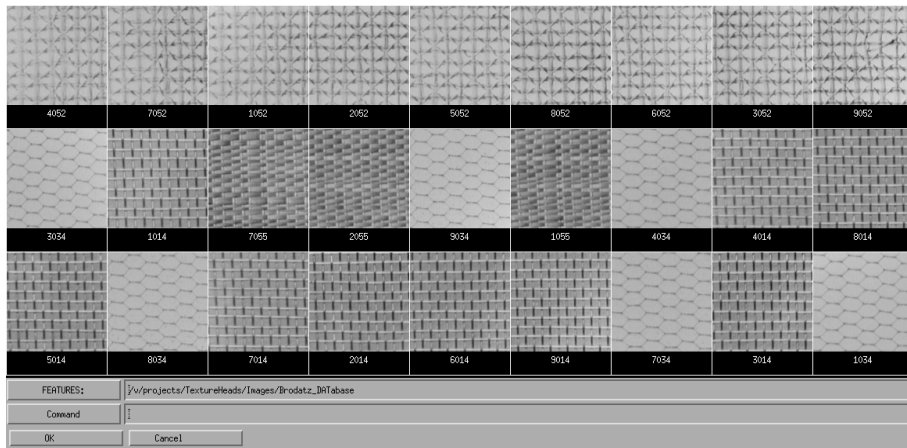 4052 7052 1052 2052 5052 8052 6052 3052 9052
3034 1014 7055 2055 9034 1055 4034 4014 8014
5014 8034 7014 2014 6014 9014 7034 3014 1034
FEATURES: /v/projects/TextureHeads/Images/Brodatz_DATabase
Command
OK Cancel